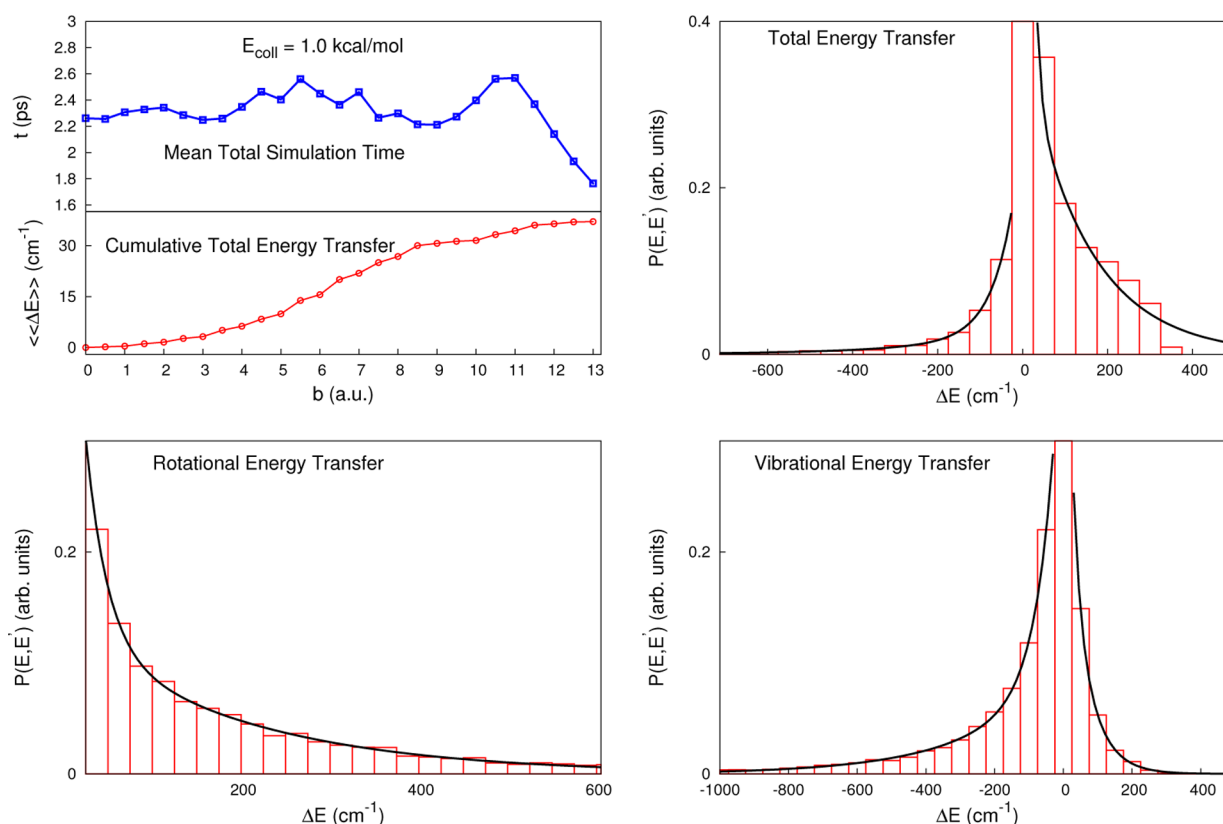 3
2.6
2.2
1.8
1.6
t (ps)
E_coll = 1.0 kcal/mol
Mean Total Simulation Time
30
15
0
<<ΔE>> (cm⁻¹)
Cumulative Total Energy Transfer
0 1 2 3 4 5 6 7 8 9 10 11 12 13
b (a.u.)
0.4
0.2
0
P(E,E') (arb. units)
Total Energy Transfer
-600 -400 -200 0 200 400
ΔE (cm⁻¹)
0.2
0
P(E,E') (arb. units)
Rotational Energy Transfer
200 400 600
ΔE (cm⁻¹)
0.2
0
P(E,E') (arb. units)
Vibrational Energy Transfer
-1000 -800 -600 -400 -200 0 200 400
ΔE (cm⁻¹)